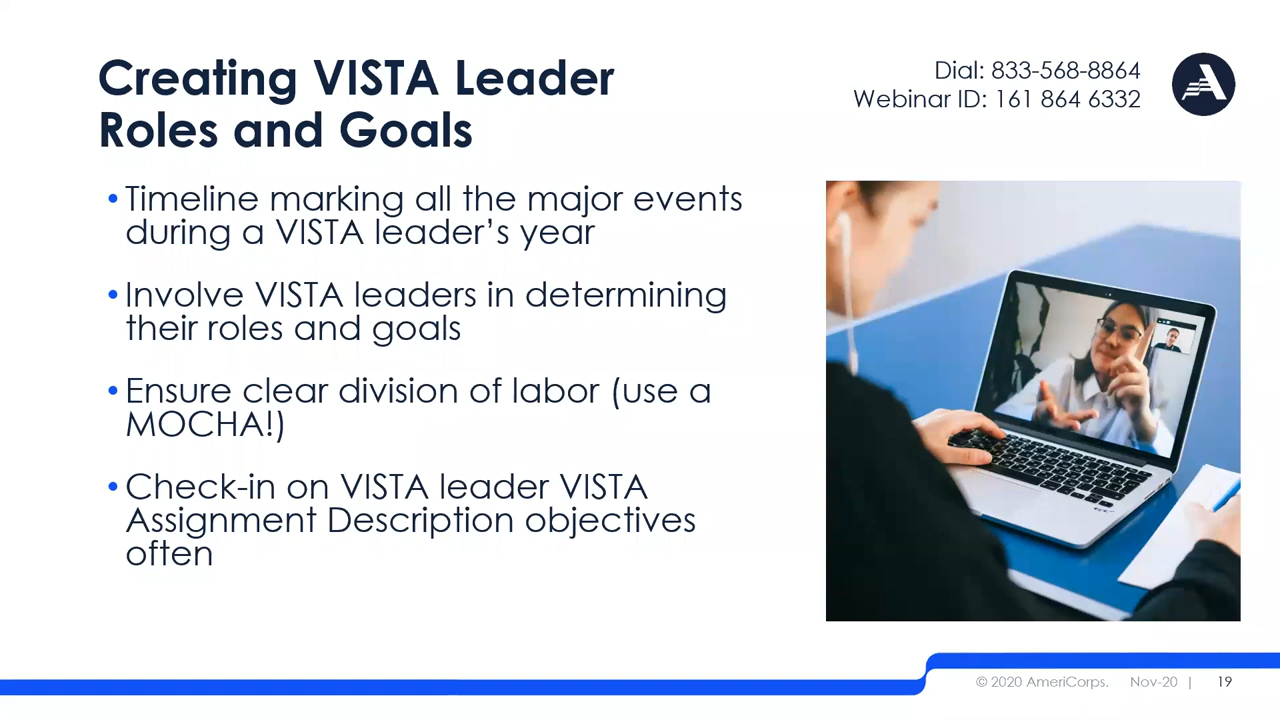 Creating VISTA Leader
Roles and Goals
Dial: 833-568-8864
Webinar ID: 161 864 6332
•Timeline marking all the major events
during a VISTA leader’s year
•Involve VISTA leaders in determining
their roles and goals
•Ensure clear division of labor (use a
MOCHA!)
•Check-in on VISTA leader VISTA
Assignment Description objectives
often
© 2020 AmeriCorps. Nov-20 | 19